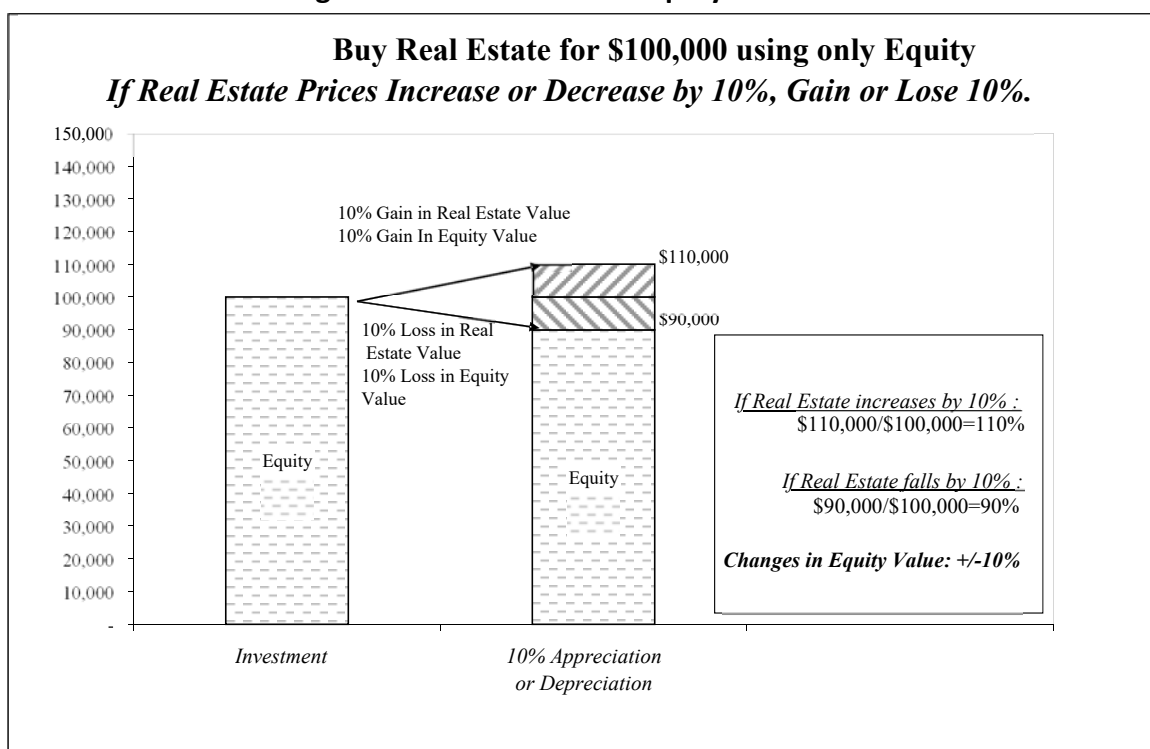 Buy Real Estate for $100,000 using only Equity
If Real Estate Prices Increase or Decrease by 10%, Gain or Lose 10%.
150,000
140,000
130,000
120,000
110,000
100,000
90,000
80,000
70,000
60,000
50,000
40,000
30,000
20,000
10,000
-
10% Gain in Real Estate Value
10% Gain In Equity Value
$110,000
$90,000
10% Loss in Real
Estate Value
10% Loss in Equity
Value
Equity
Equity
If Real Estate increases by 10% :
$110,000/$100,000=110%
If Real Estate falls by 10% :
$90,000/$100,000=90%
Changes in Equity Value: +/-10%
Investment
10% Appreciation
or Depreciation